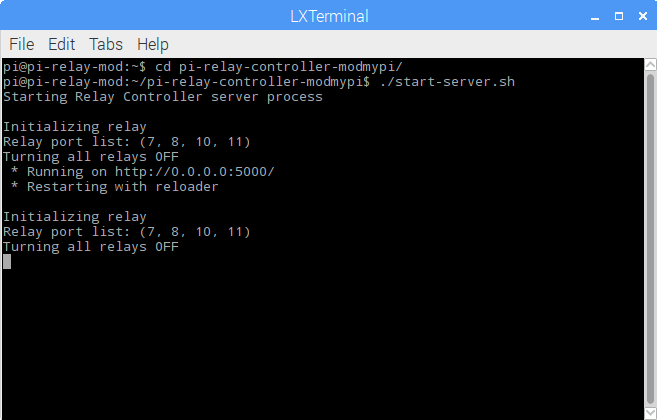 LXTerminal
File Edit Tabs Help
pi@pi-relay-mod:~$ cd pi-relay-controller-modmypi/
pi@pi-relay-mod:~/pi-relay-controller-modmypi$ ./start-server.sh
Starting Relay Controller server process
Initializing relay
Relay port list: (7, 8, 10, 11)
Turning all relays OFF
* Running on http://0.0.0.0:5000/
* Restarting with reloader
Initializing relay
Relay port list: (7, 8, 10, 11)
Turning all relays OFF